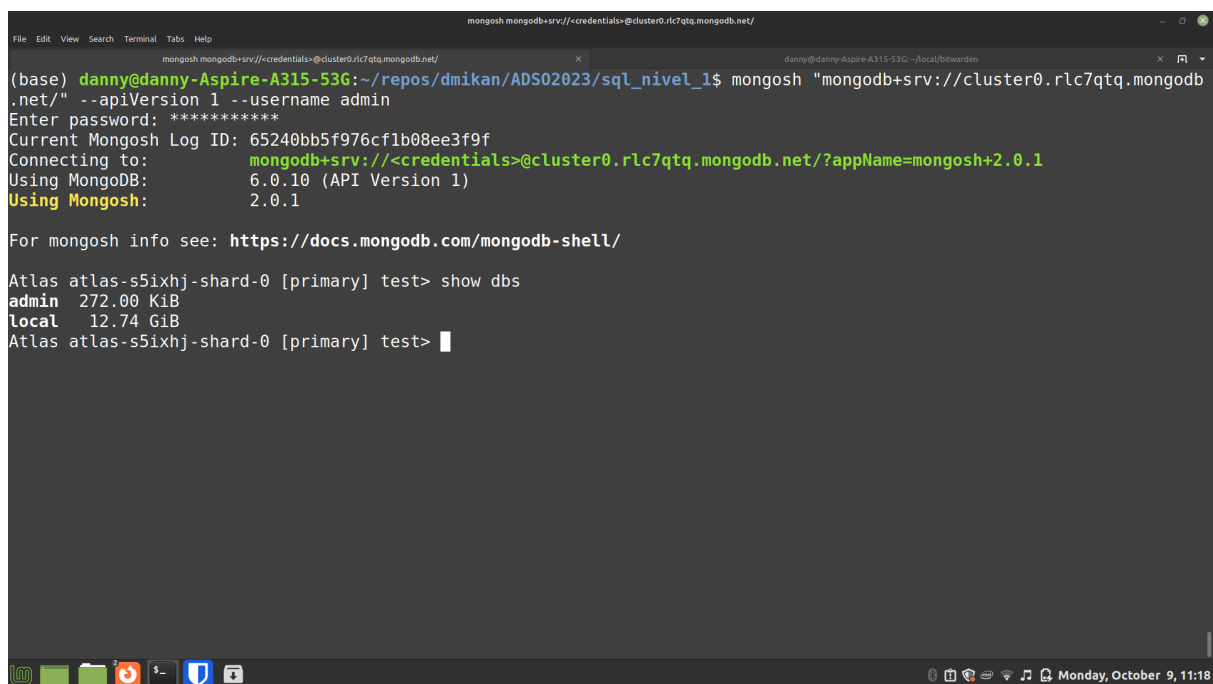 mongosh mongodb+srv://<credentials>@cluster0.rlc7qtq.mongodb.net/
File Edit View Search Terminal Tabs Help
mongosh mongodb+srv://<credentials>@cluster0.rlc7qtq.mongodb.net/
danny@danny-Aspire-A315-53G: ~/local/bitwarden
(base) danny@danny-Aspire-A315-53G:~/repos/dmikan/ADSO2023/sql_nivel_1$ mongosh "mongodb+srv://cluster0.rlc7qtq.mongodb
.net/" --apiVersion 1 --username admin
Enter password: ***********
Current Mongosh Log ID: 65240bb5f976cf1b08ee3f9f
Connecting to: mongodb+srv://<credentials>@cluster0.rlc7qtq.mongodb.net/?appName=mongosh+2.0.1
Using MongoDB: 6.0.10 (API Version 1)
Using Mongosh: 2.0.1
For mongosh info see: https://docs.mongodb.com/mongodb-shell/
Atlas atlas-s5ixhj-shard-0 [primary] test> show dbs
admin 272.00 KiB
local 12.74 GiB
Atlas atlas-s5ixhj-shard-0 [primary] test>
2
$_
Monday, October 9, 11:18